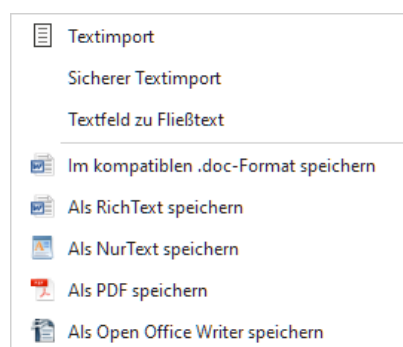 Textimport
Sicherer Textimport
Textfeld zu Fließtext
Im kompatiblen .doc-Format speichern
Als RichText speichern
Als NurText speichern
Als PDF speichern
Als Open Office Writer speichern